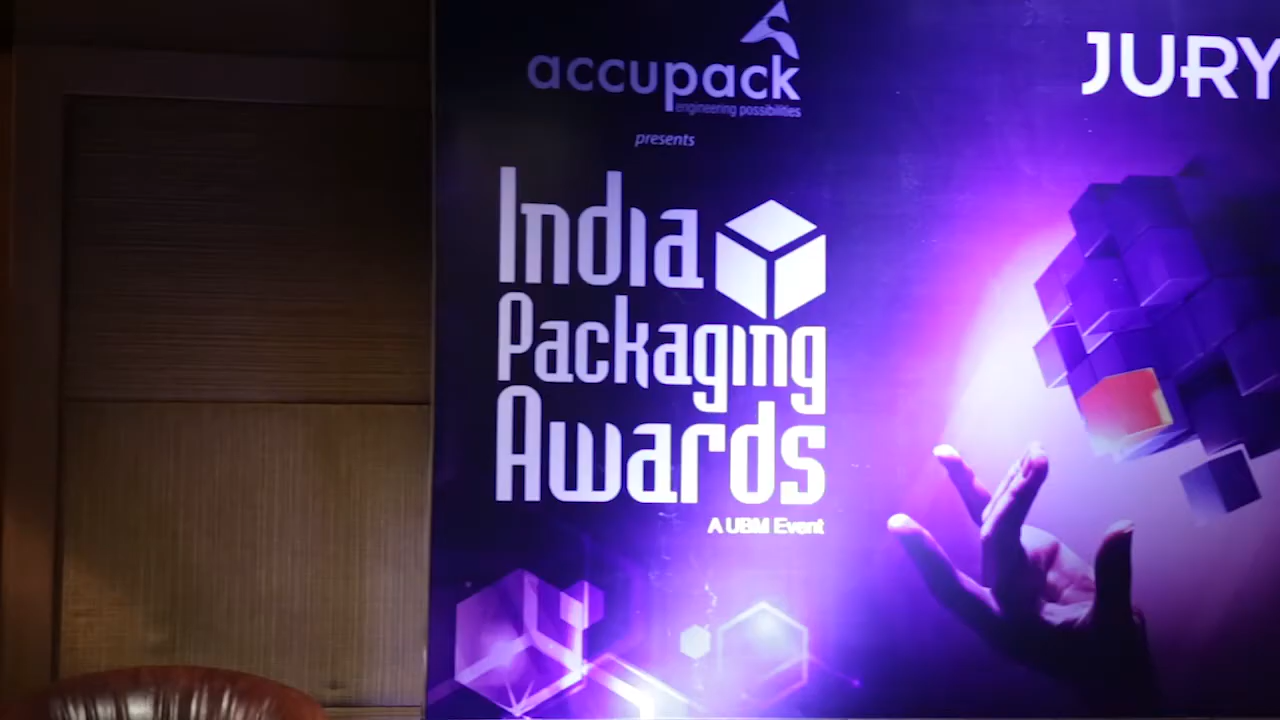 accupack
engineering possibilities
presents
India
Packaging
Awards
A UBM Event
JURY